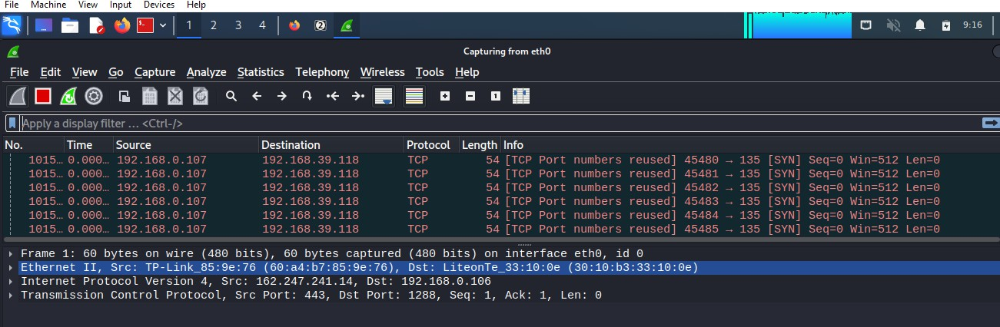 File Machine View Input Devices Help
1 2 3 4 2 9:16
Capturing from eth0
File Edit View Go Capture Analyze Statistics Telephony Wireless Tools Help
Apply a display filter … <Ctrl-/>
No. Time Source Destination Protocol Length Info
1015… 0.000… 192.168.0.107 192.168.39.118 TCP 54 [TCP Port numbers reused] 45480 → 135 [SYN] Seq=0 Win=512 Len=0
1015… 0.000… 192.168.0.107 192.168.39.118 TCP 54 [TCP Port numbers reused] 45481 → 135 [SYN] Seq=0 Win=512 Len=0
1015… 0.000… 192.168.0.107 192.168.39.118 TCP 54 [TCP Port numbers reused] 45482 → 135 [SYN] Seq=0 Win=512 Len=0
1015… 0.000… 192.168.0.107 192.168.39.118 TCP 54 [TCP Port numbers reused] 45483 → 135 [SYN] Seq=0 Win=512 Len=0
1015… 0.000… 192.168.0.107 192.168.39.118 TCP 54 [TCP Port numbers reused] 45484 → 135 [SYN] Seq=0 Win=512 Len=0
1015… 0.000… 192.168.0.107 192.168.39.118 TCP 54 [TCP Port numbers reused] 45485 → 135 [SYN] Seq=0 Win=512 Len=0
Frame 1: 60 bytes on wire (480 bits), 60 bytes captured (480 bits) on interface eth0, id 0
Ethernet II, Src: TP-Link_85:9e:76 (60:a4:b7:85:9e:76), Dst: LiteonTe_33:10:0e (30:10:b3:33:10:0e)
Internet Protocol Version 4, Src: 162.247.241.14, Dst: 192.168.0.106
Transmission Control Protocol, Src Port: 443, Dst Port: 1288, Seq: 1, Ack: 1, Len: 0